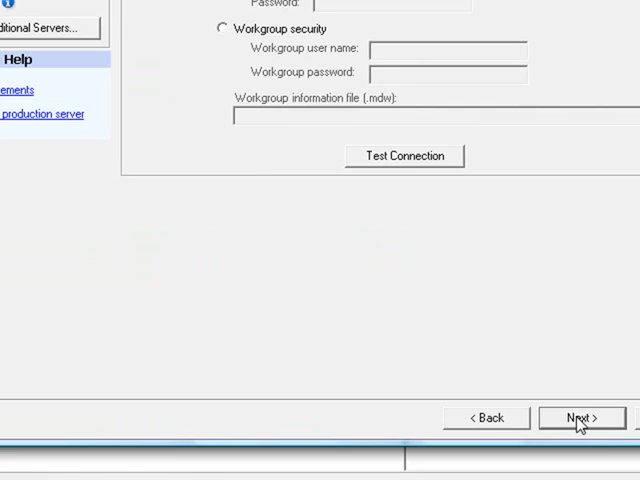 Password:
ditional Servers...
Workgroup security
Help
Workgroup user name:
Workgroup password:
ements
Workgroup information file (.mdw):
production server
Test Connection
< Back
Next >